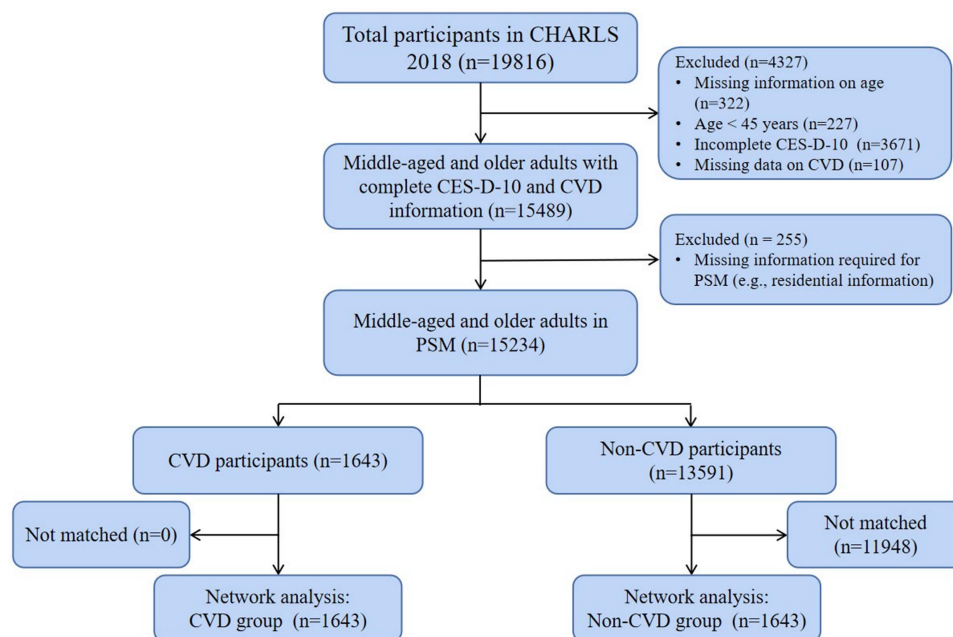 Total participants in CHARLS
2018 (n=19816)
Excluded (n=4327)
• Missing information on age
(n=322)
• Age < 45 years (n=227)
• Incomplete CES-D-10 (n=3671)
• Missing data on CVD (n=107)
Middle-aged and older adults with
complete CES-D-10 and CVD
information (n=15489)
Excluded (n = 255)
• Missing information required for
PSM (e.g., residential information)
Middle-aged and older adults in
PSM (n=15234)
CVD participants (n=1643)
Non-CVD participants
(n=13591)
Not matched (n=0)
Not matched
(n=11948)
Network analysis:
CVD group (n=1643)
Network analysis:
Non-CVD group (n=1643)